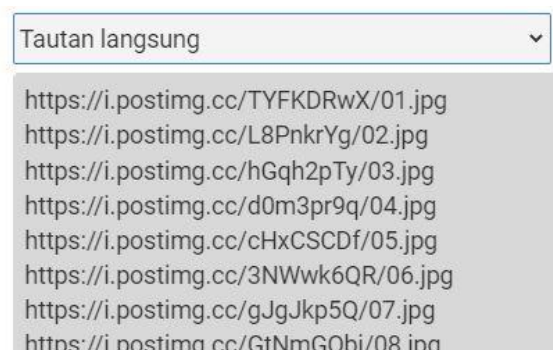 Tautan langsung
https://i.postimg.cc/TYFKDRwX/01.jpg
https://i.postimg.cc/L8PnkrYg/02.jpg
https://i.postimg.cc/hGqh2pTy/03.jpg
https://i.postimg.cc/d0m3pr9q/04.jpg
https://i.postimg.cc/cHxCSCDf/05.jpg
https://i.postimg.cc/3NWwk6QR/06.jpg
https://i.postimg.cc/gJgJkp5Q/07.jpg